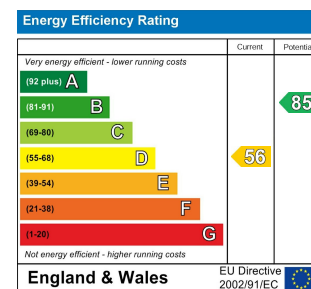 Energy Efficiency Rating
Current Potentia
Very energy efficient - lower running costs
(92 plus) A
(81-91) B
85
(69-80) C
(55-68) D
56
(39-54) E
(21-38) F
(1-20) G
Not energy efficient - higher running costs
England & Wales
EU Directive
2002/91/EC